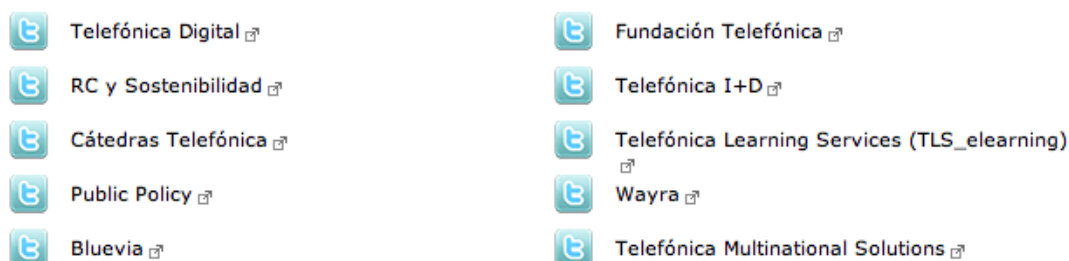 Telefónica Digital
Fundación Telefónica
RC y Sostenibilidad
Telefónica I+D
Cátedras Telefónica
Telefónica Learning Services (TLS_elearning)
Public Policy
Wayra
Bluevia
Telefónica Multinational Solutions